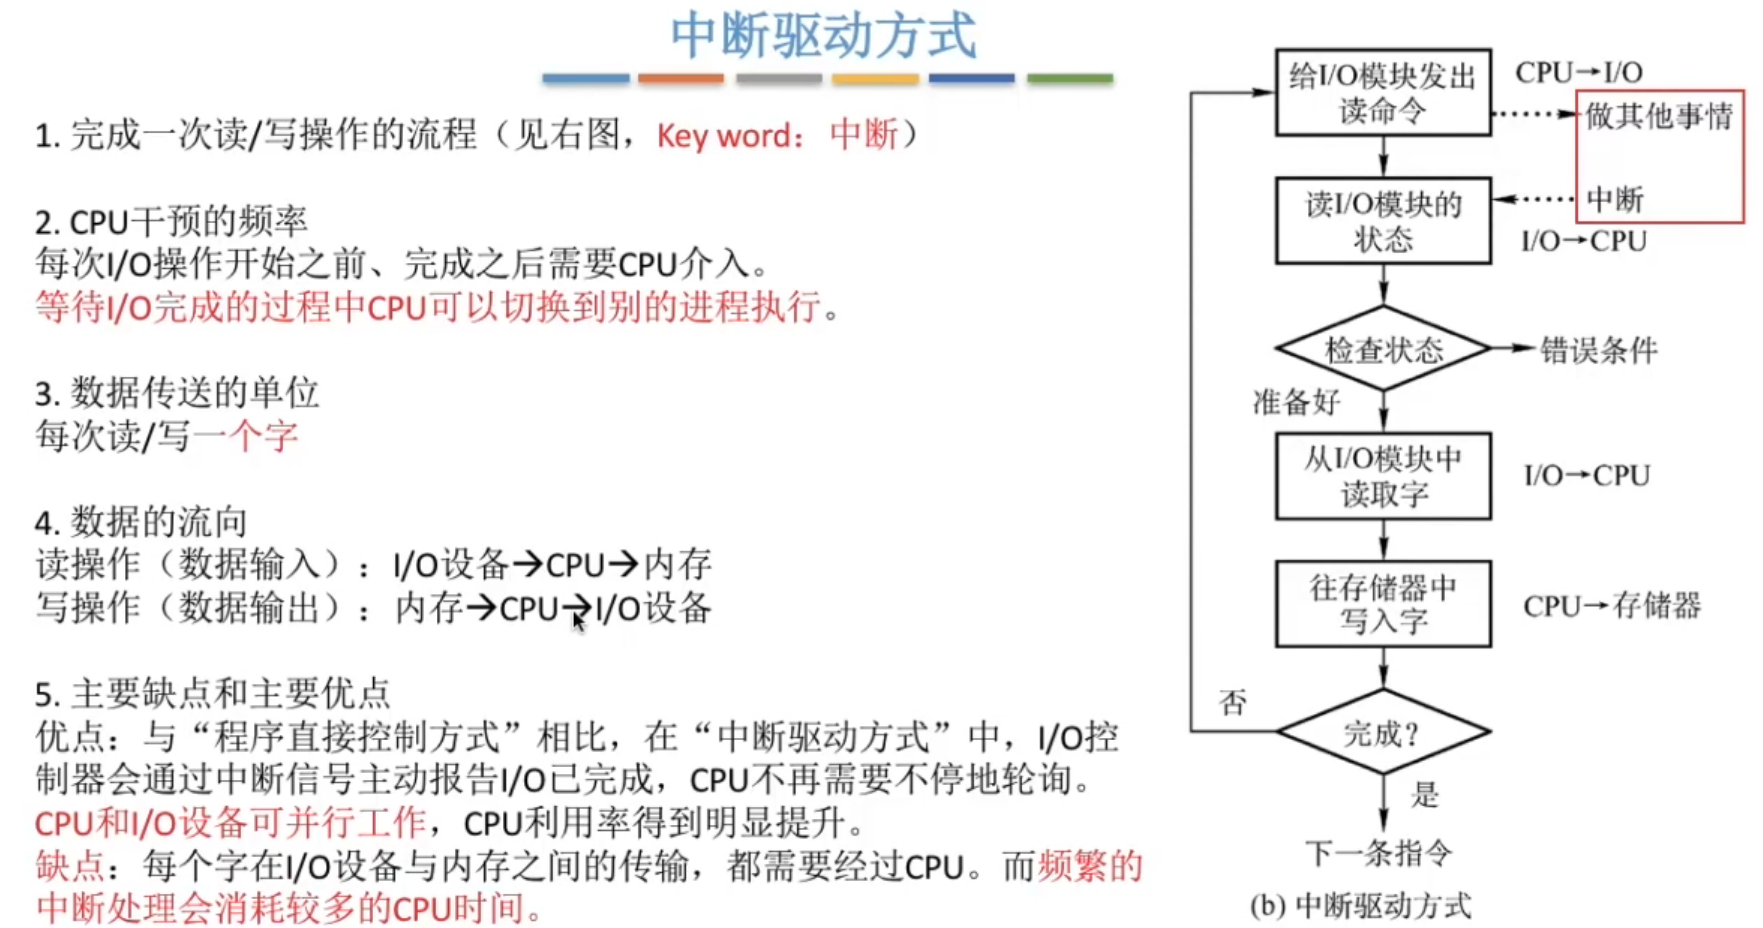 中断驱动方式
1. 完成一次读/写操作的流程（见右图，Key word：中断）
2. CPU干预的频率
每次I/O操作开始之前、完成之后需要CPU介入。
等待I/O完成的过程中CPU可以切换到别的进程执行。
3. 数据传送的单位
每次读/写一个字
4. 数据的流向
读操作（数据输入）：I/O设备→CPU→内存
写操作（数据输出）：内存→CPU→I/O设备
5. 主要缺点和主要优点
优点：与“程序直接控制方式”相比，在“中断驱动方式”中，I/O控
制器会通过中断信号主动报告I/O已完成，CPU不再需要不停地轮询。
CPU和I/O设备可并行工作，CPU利用率得到明显提升。
缺点：每个字在I/O设备与内存之间的传输，都需要经过CPU。而频繁的
中断处理会消耗较多的CPU时间。
给I/O模块发出
读命令
CPU→I/O
做其他事情
读I/O模块的
状态
中断
I/O→CPU
检查状态
错误条件
准备好
从I/O模块中
读取字
I/O→CPU
往存储器中
写入字
CPU→存储器
否
完成？
是
下一条指令
(b) 中断驱动方式